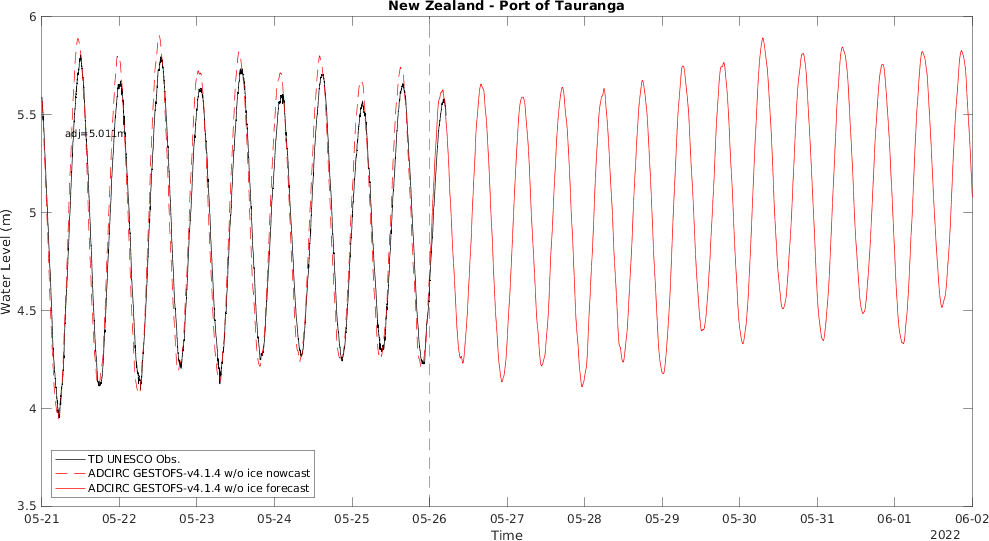 New Zealand - Port of Tauranga
6
5.5
5
4.5
4
3.5
Water Level (m)
adj=5.011m
TD UNESCO Obs.
ADCIRC GESTOFS-v4.1.4 w/o ice nowcast
ADCIRC GESTOFS-v4.1.4 w/o ice forecast
05-21 05-22 05-23 05-24 05-25 05-26 05-27 05-28 05-29 05-30 05-31 06-01 06-02
Time
2022